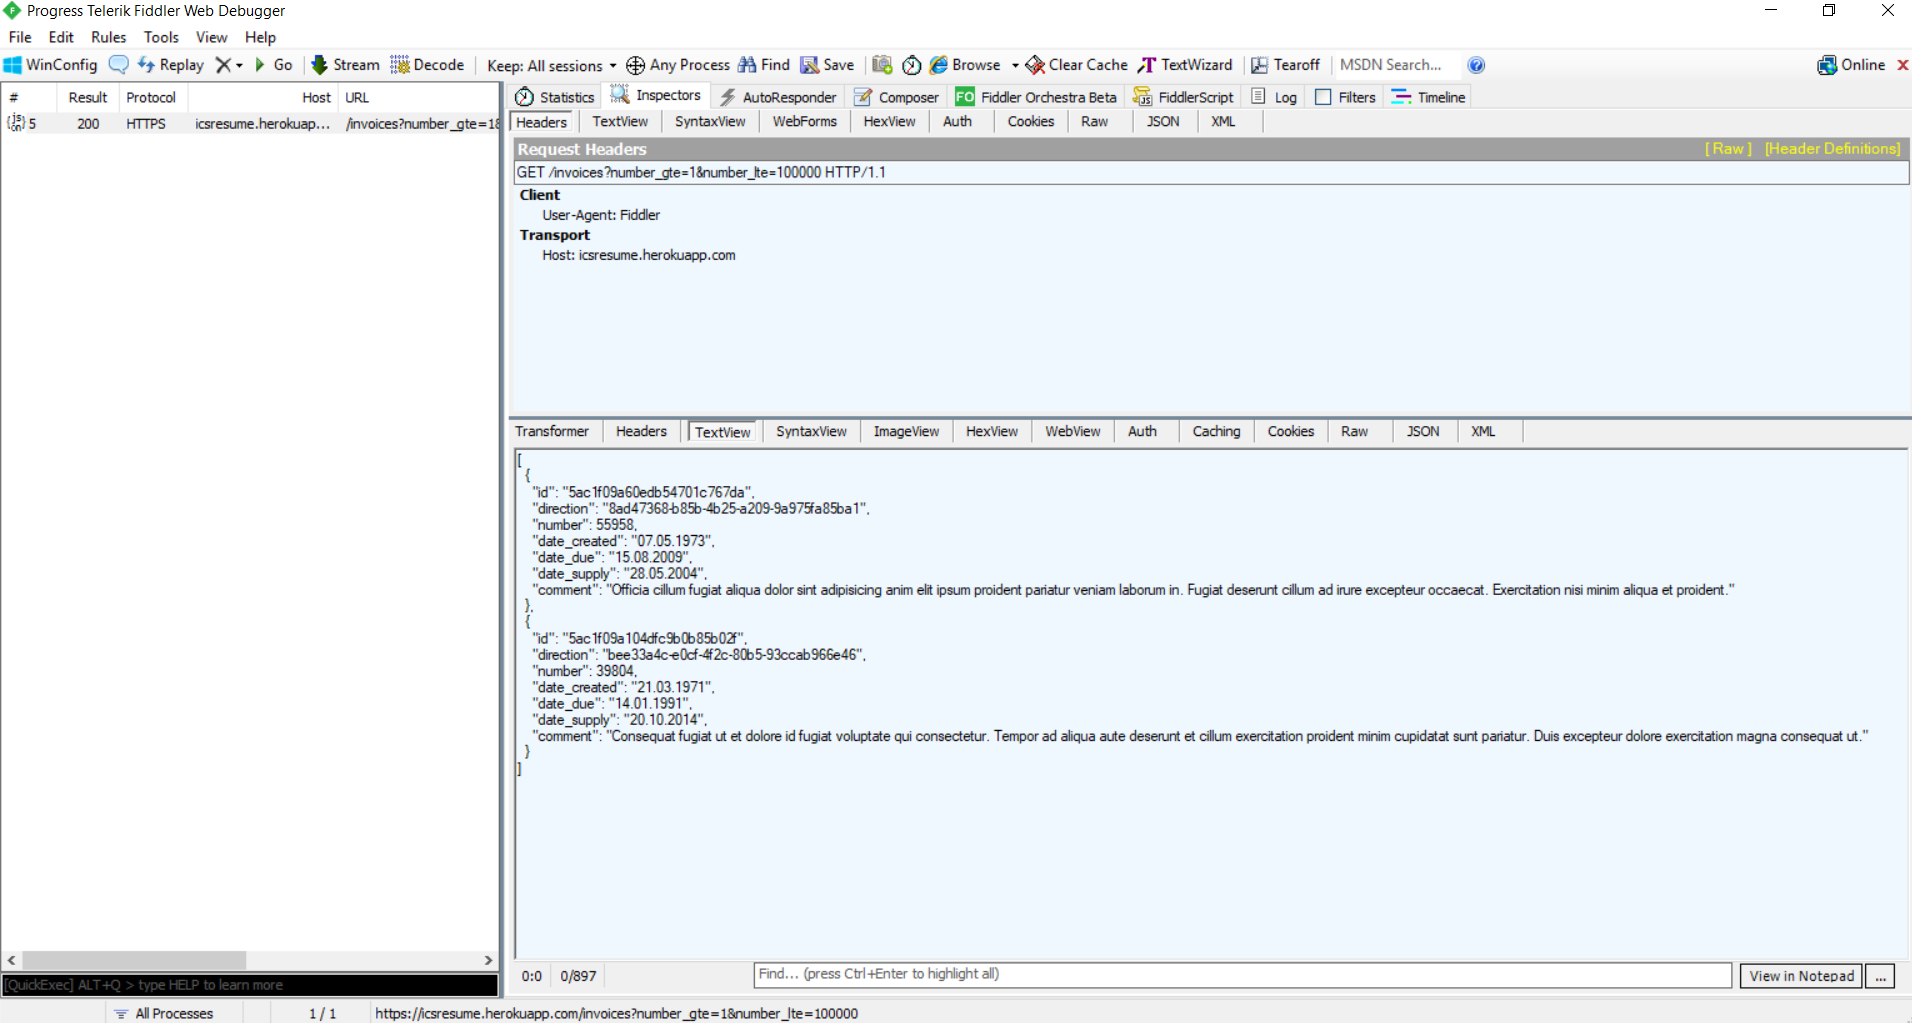 Progress Telerik Fiddler Web Debugger
File Edit Rules Tools View Help
WinConfig Replay Go Stream Decode Keep: All sessions Any Process Find Save Browse Clear Cache TextWizard Tearoff MSDN Search... Online
# Result Protocol Host URL
5 200 HTTPS icsresume.herokuap... /invoices?number_gte=1&
Statistics Inspectors AutoResponder Composer FO Fiddler Orchestra Beta FiddlerScript Log Filters Timeline
Headers TextView SyntaxView WebForms HexView Auth Cookies Raw JSON XML
Request Headers [ Raw ] [Header Definitions]
GET /invoices?number_gte=1&number_lte=100000 HTTP/1.1
Client
User-Agent: Fiddler
Transport
Host: icsresume.herokuapp.com
Transformer Headers TextView SyntaxView ImageView HexView WebView Auth Caching Cookies Raw JSON XML
[
{
"id": "5ac1f09a60edb54701c767da",
"direction": "8ad47368-b85b-4b25-a209-9a975fa85ba1",
"number": 55958,
"date_created": "07.05.1973",
"date_due": "15.08.2009",
"date_supply": "28.05.2004",
"comment": "Officia cillum fugiat aliqua dolor sint adipisicing anim elit ipsum proident pariatur veniam laborum in. Fugiat deserunt cillum ad irure excepteur occaecat. Exercitation nisi minim aliqua et proident."
},
{
"id": "5ac1f09a104dfc9b0b85b02f",
"direction": "bee33a4c-e0cf-4f2c-80b5-93ccab966e46",
"number": 39804,
"date_created": "21.03.1971",
"date_due": "14.01.1991",
"date_supply": "20.10.2014",
"comment": "Consequat fugiat ut et dolore id fugiat voluptate qui consectetur. Tempor ad aliqua aute deserunt et cillum exercitation proident minim cupidatat sunt pariatur. Duis excepteur dolore exercitation magna consequat ut."
}
]
0:0 0/897 Find... (press Ctrl+Enter to highlight all) View in Notepad ...
[QuickExec] ALT+Q > type HELP to learn more
All Processes 1 / 1 https://icsresume.herokuapp.com/invoices?number_gte=1&number_lte=100000